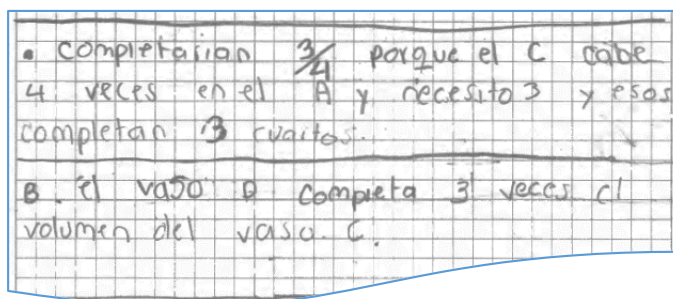 • completarian 3/4 porque el C cabe
4 veces en el A y necesito 3 y esos
completan 3 cuartos.
B. el vaso D completa 3 veces el
volumen del vaso C.